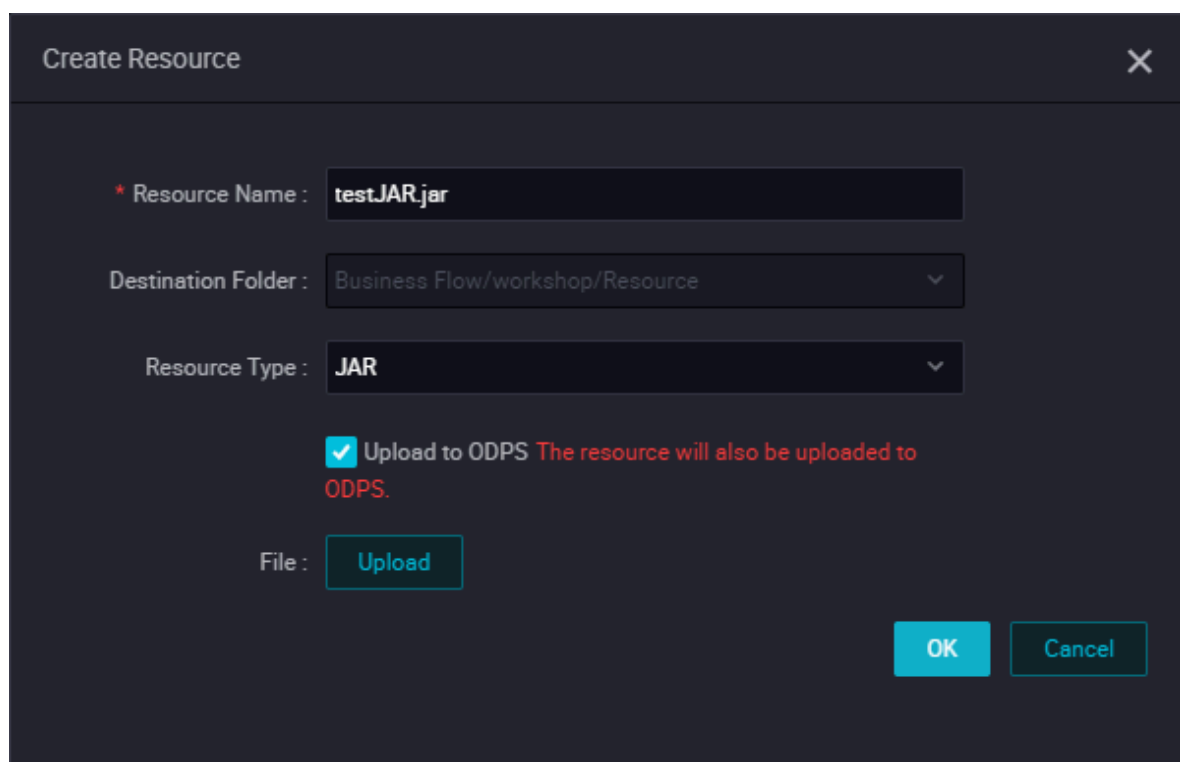 Create Resource
* Resource Name : testJAR.jar
Destination Folder : Business Flow/workshop/Resource
Resource Type : JAR
Upload to ODPS The resource will also be uploaded to
ODPS.
File : Upload
OK Cancel